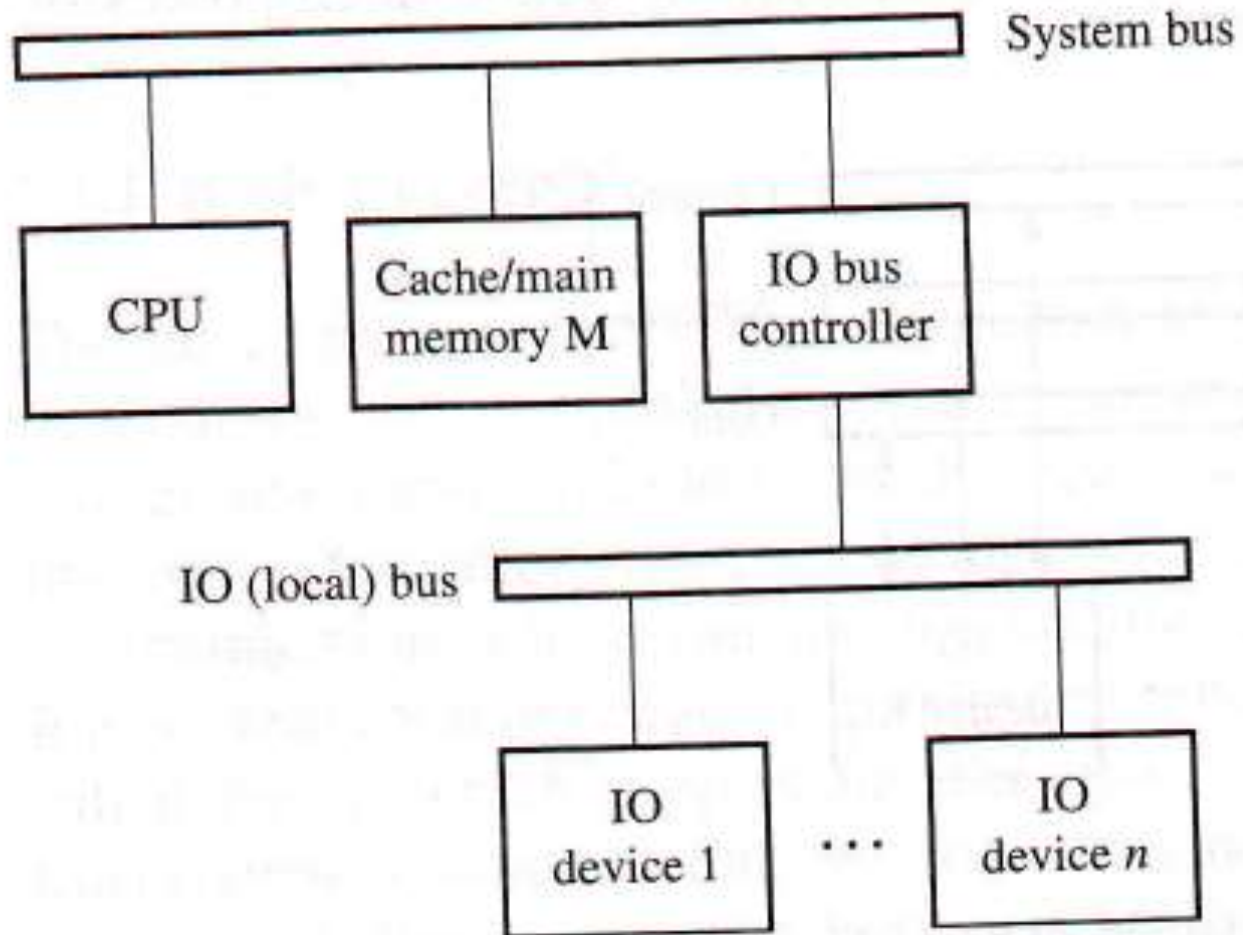 System bus
CPU
Cache/main
memory M
IO bus
controller
IO (local) bus
IO
device 1
...
IO
device n